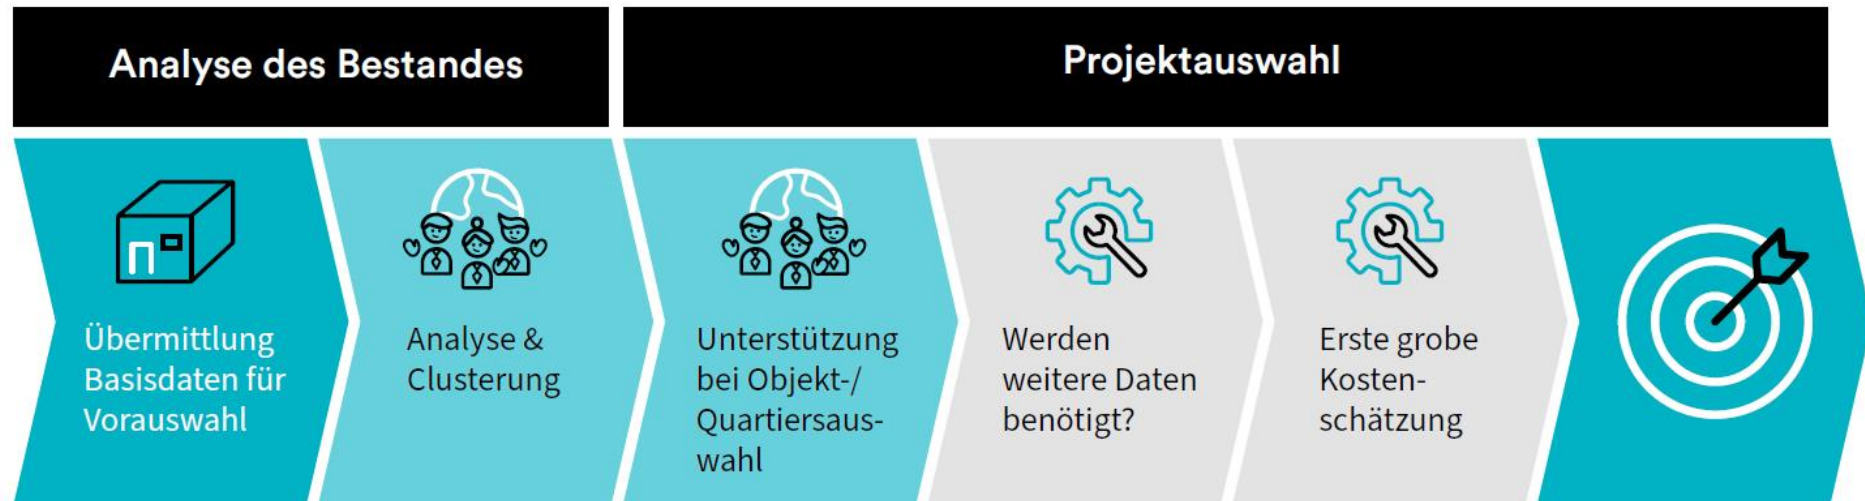 Analyse des Bestandes
Projektauswahl
Übermittlung
Basisdaten für
Vorauswahl
Analyse &
Clusterung
Unterstützung
bei Objekt-/
Quartiersaus-
wahl
Werden
weitere Daten
benötigt?
Erste grobe
Kosten-
schätzung